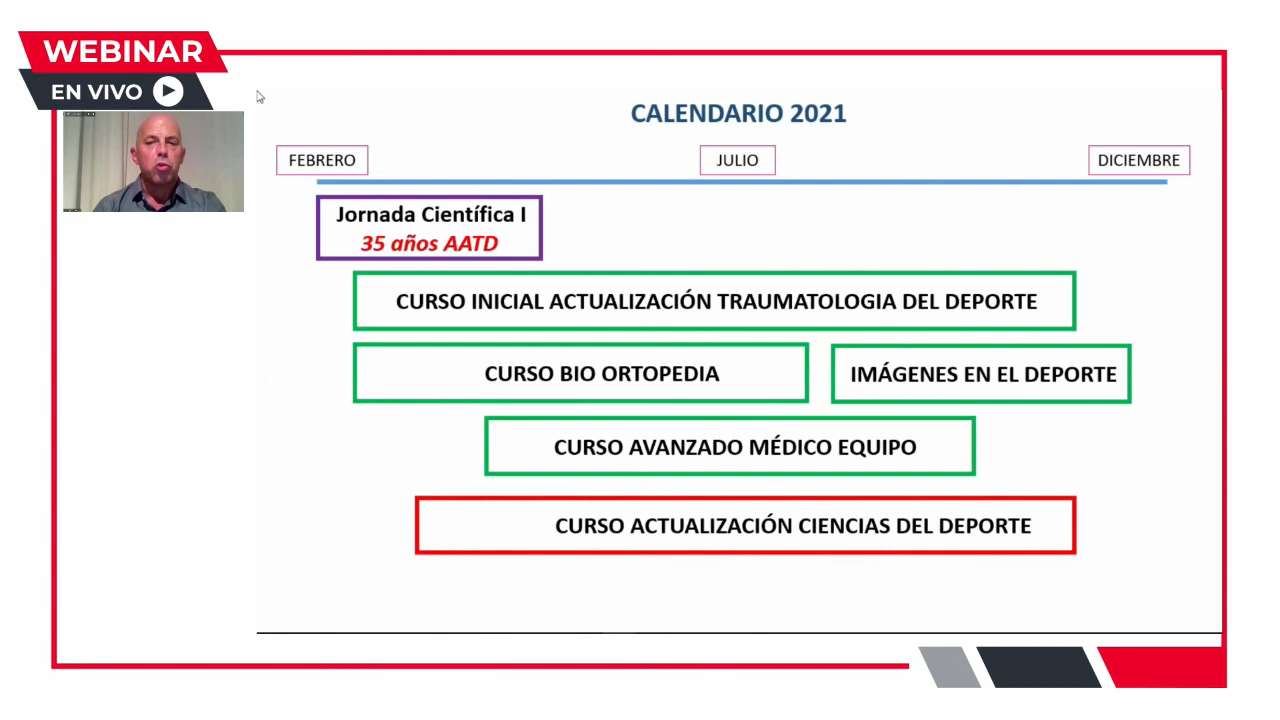 WEBINAR
EN VIVO
CALENDARIO 2021
FEBRERO
JULIO
DICIEMBRE
Jornada Científica I
35 años AATD
CURSO INICIAL ACTUALIZACIÓN TRAUMATOLOGIA DEL DEPORTE
CURSO BIO ORTOPEDIA
IMÁGENES EN EL DEPORTE
CURSO AVANZADO MÉDICO EQUIPO
CURSO ACTUALIZACIÓN CIENCIAS DEL DEPORTE